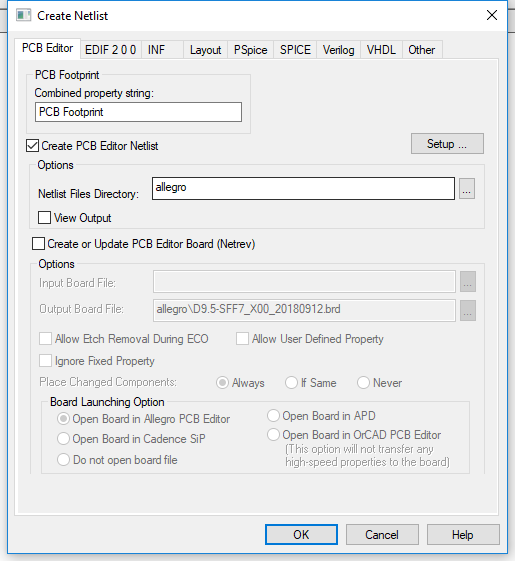 Create Netlist
PCB Editor EDIF 2 0 0 INF Layout PSpice SPICE Verilog VHDL Other
PCB Footprint
Combined property string:
PCB Footprint
Create PCB Editor Netlist
Setup ...
Options
Netlist Files Directory: allegro ...
View Output
Create or Update PCB Editor Board (Netrev)
Options
Input Board File: ...
Output Board File: allegro\D9.5-SFF7_X00_20180912.brd ...
Allow Etch Removal During ECO Allow User Defined Property
Ignore Fixed Property
Place Changed Components: Always If Same Never
Board Launching Option
Open Board in Allegro PCB Editor Open Board in APD
Open Board in Cadence SiP Open Board in OrCAD PCB Editor
(This option will not transfer any
Do not open board file high-speed properties to the board)
OK Cancel Help